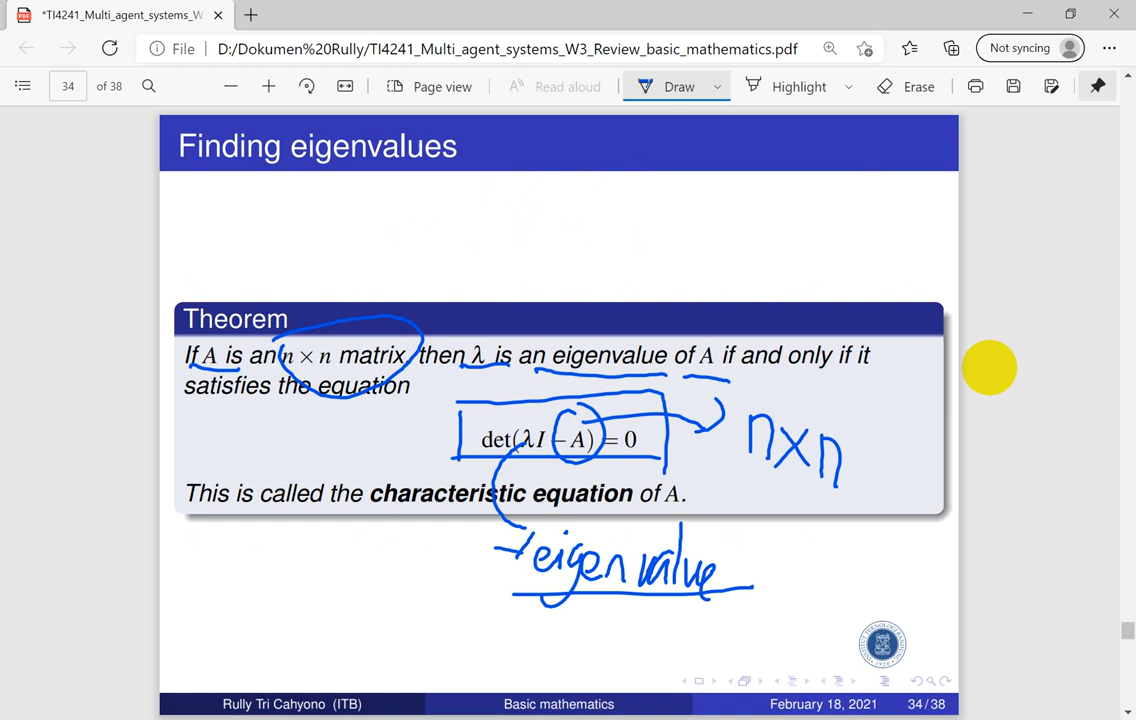 *TI4241_Multi_agent_systems_W
File D:/Dokumen%20Rully/TI4241_Multi_agent_systems_W3_Review_basic_mathematics.pdf Not syncing
34 of 38 Page view Read aloud Draw Highlight Erase
Finding eigenvalues
Theorem
If A is an n × n matrix, then λ is an eigenvalue of A if and only if it
satisfies the equation
det(λI − A) = 0
n×n
This is called the characteristic equation of A.
eigen value
Rully Tri Cahyono (ITB) Basic mathematics February 18, 2021 34 / 38